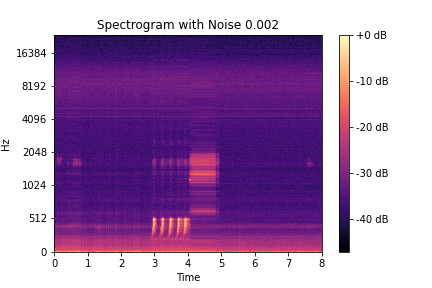 Spectrogram with Noise 0.002
+0 dB
16384
-10 dB
8192
4096
-20 dB
Hz
2048
-30 dB
1024
512
-40 dB
0
0 1 2 3 4 5 6 7 8
Time